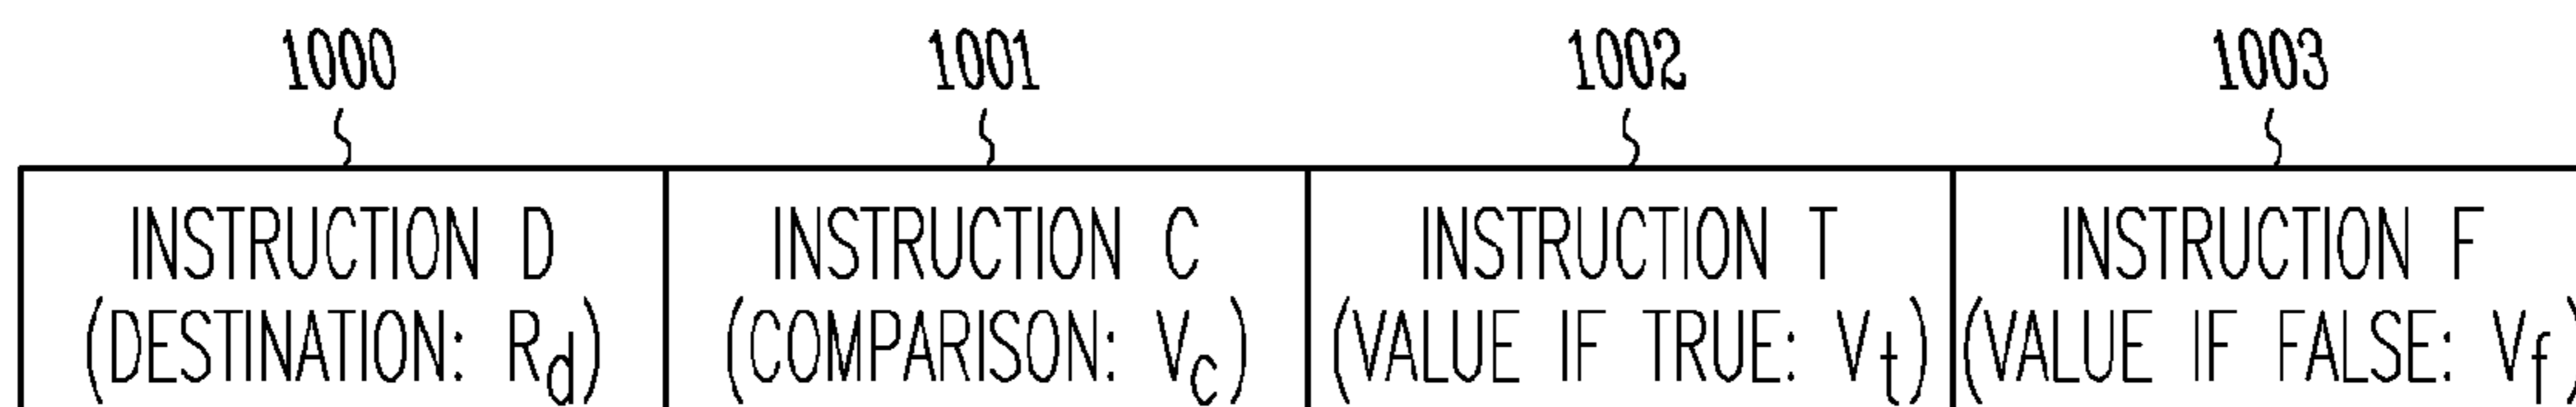 1000 1001 1002 1003
INSTRUCTION D INSTRUCTION C INSTRUCTION T INSTRUCTION F
(DESTINATION: Rd) (COMPARISON: Vc) (VALUE IF TRUE: Vt) (VALUE IF FALSE: Vf)